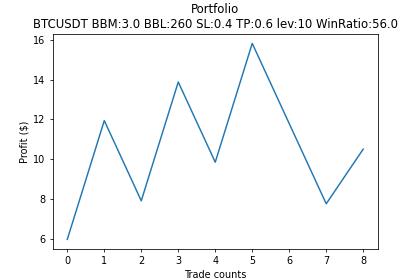 Portfolio
BTCUSDT BBM:3.0 BBL:260 SL:0.4 TP:0.6 lev:10 WinRatio:56.0
16
14
12
10
8
6
Profit ($)
0 1 2 3 4 5 6 7 8
Trade counts